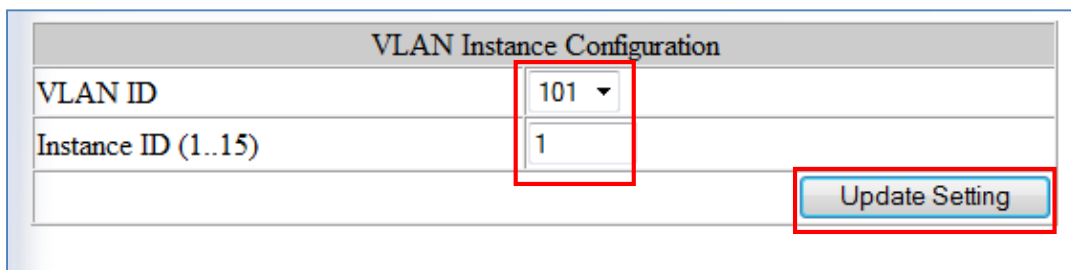 VLAN Instance Configuration
VLAN ID 101
Instance ID (1..15) 1
Update Setting